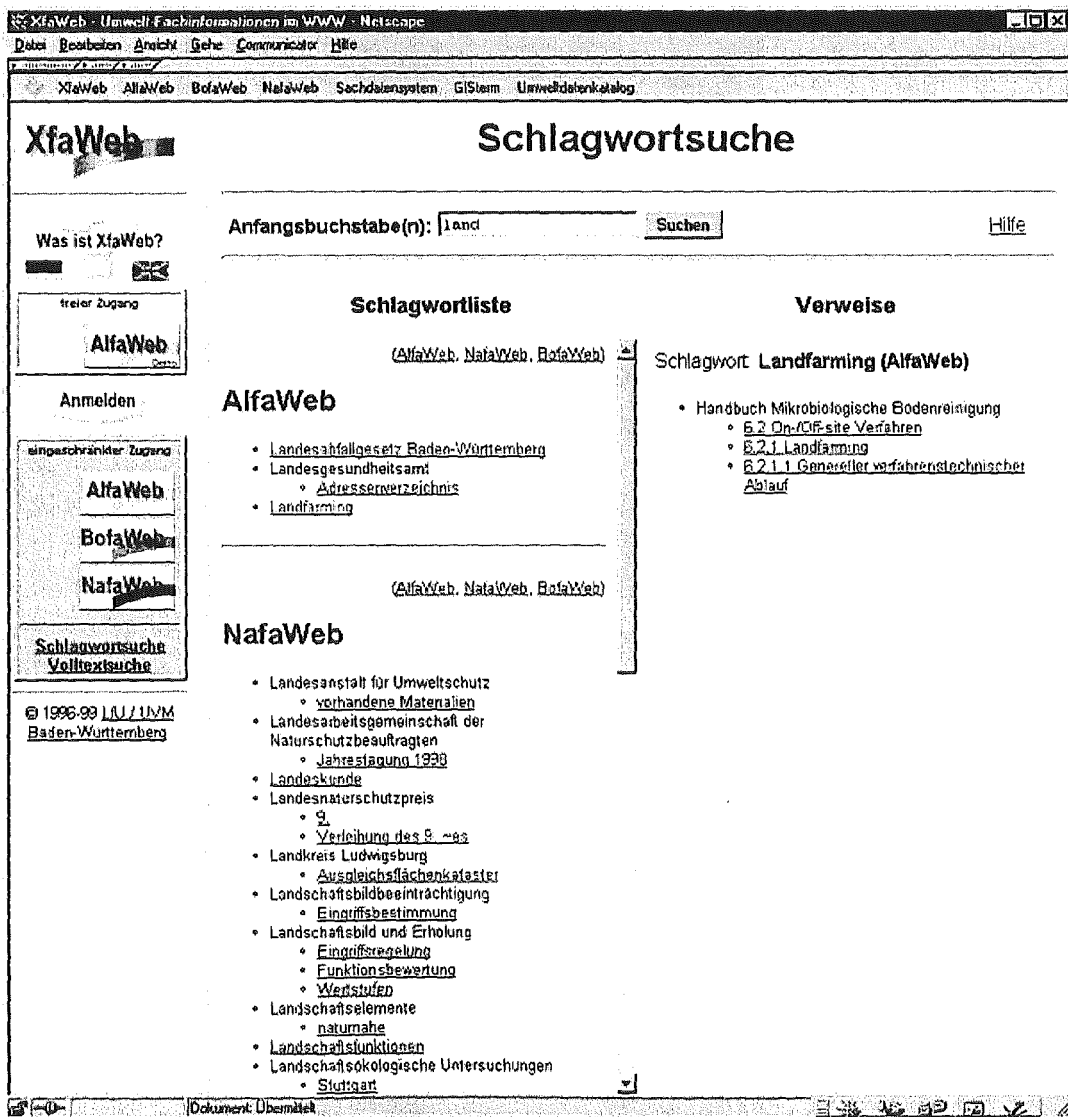 XfaWeb - Umwelt-Fachinformationen im WWW - Netscape
Datei Bearbeiten Ansicht Gehe Communicator Hilfe
XfaWeb AlfaWeb BofaWeb NafaWeb Sachdatensystem GISterm Umweltdatenkatalog
XfaWeb
Schlagwortsuche
Anfangsbuchstabe(n): land Suchen Hilfe
Was ist XfaWeb?
freier Zugang
AlfaWeb
Demo
Anmelden
eingeschränkter Zugang
AlfaWeb
BofaWeb
NafaWeb
Schlagwortsuche
Volltextsuche
© 1996-99 LfU / UVM
Baden-Württemberg
Schlagwortliste
(AlfaWeb, NafaWeb, BofaWeb)
AlfaWeb
• Landesabfallgesetz Baden-Württemberg
• Landesgesundheitsamt
• Adressenverzeichnis
• Landfarming
(AlfaWeb, NafaWeb, BofaWeb)
NafaWeb
• Landesanstalt für Umweltschutz
• vorhandene Materialien
• Landesarbeitsgemeinschaft der
Naturschutzbeauftragten
• Jahrestagung 1998
• Landeskunde
• Landesnaterschutzpreis
• 9.
• Verleihung des 9. ~es
• Landkreis Ludwigsburg
• Ausgleichsflächenkataster
• Landschaftsbildbeeinträchtigung
• Eingriffsbestimmung
• Landschaftsbild und Erholung
• Eingriffsregelung
• Funktionsbewertung
• Wertstufen
• Landschaftselemente
• naturnahe
• Landschaftsfunktionen
• Landschaftsökologische Untersuchungen
• Stuttgart
Verweise
Schlagwort: Landfarming (AlfaWeb)
• Handbuch Mikrobiologische Bodenreinigung
• 6.2 On-/Off-site Verfahren
• 6.2.1 Landfarming
• 6.2.1.1 Genereller verfahrenstechnischer
Ablauf
Dokument: Übermittelt